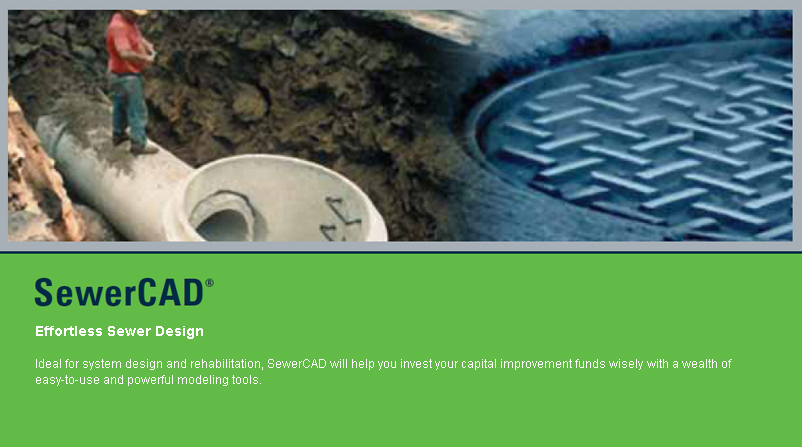 SewerCAD®
Effortless Sewer Design
Ideal for system design and rehabilitation, SewerCAD will help you invest your capital improvement funds wisely with a wealth of
easy-to-use and powerful modeling tools.